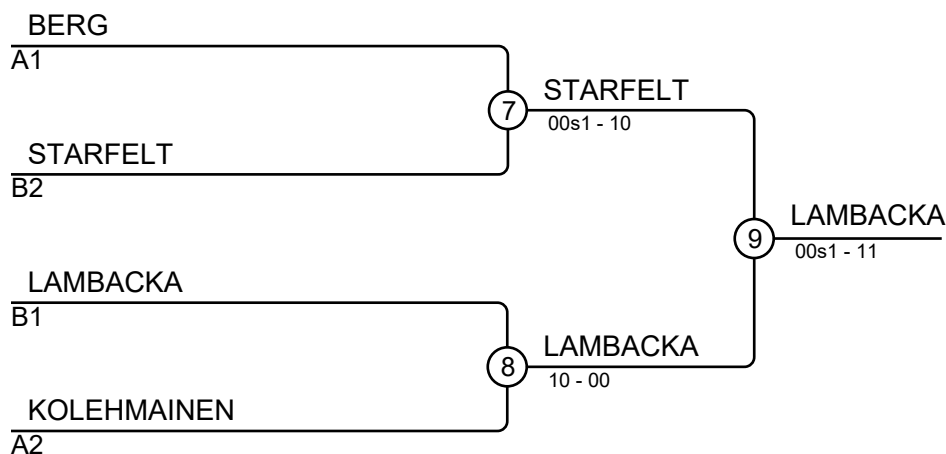 BERG
A1
7
STARFELT
00s1 - 10
STARFELT
B2
9
LAMBACKA
00s1 - 11
LAMBACKA
B1
8
LAMBACKA
10 - 00
KOLEHMAINEN
A2